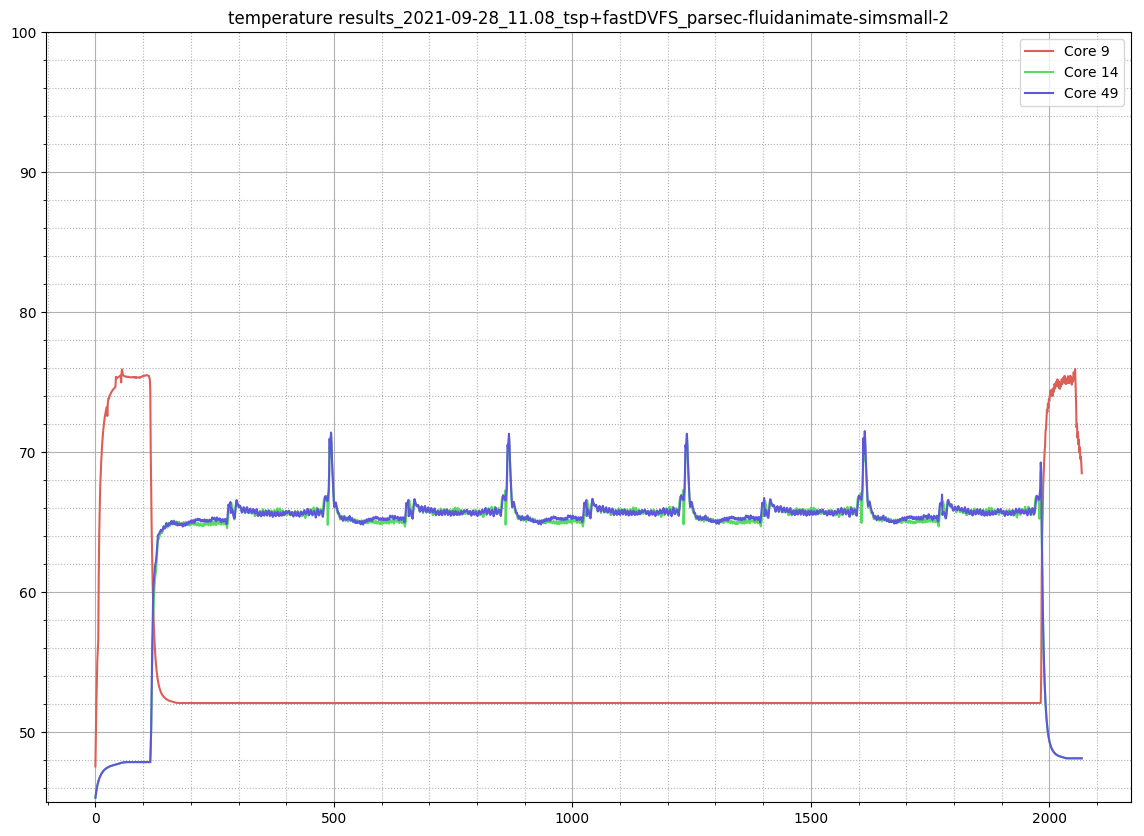 temperature results_2021-09-28_11.08_tsp+fastDVFS_parsec-fluidanimate-simsmall-2
Core 9
Core 14
Core 49
100
90
80
70
60
50
0
500
1000
1500
2000